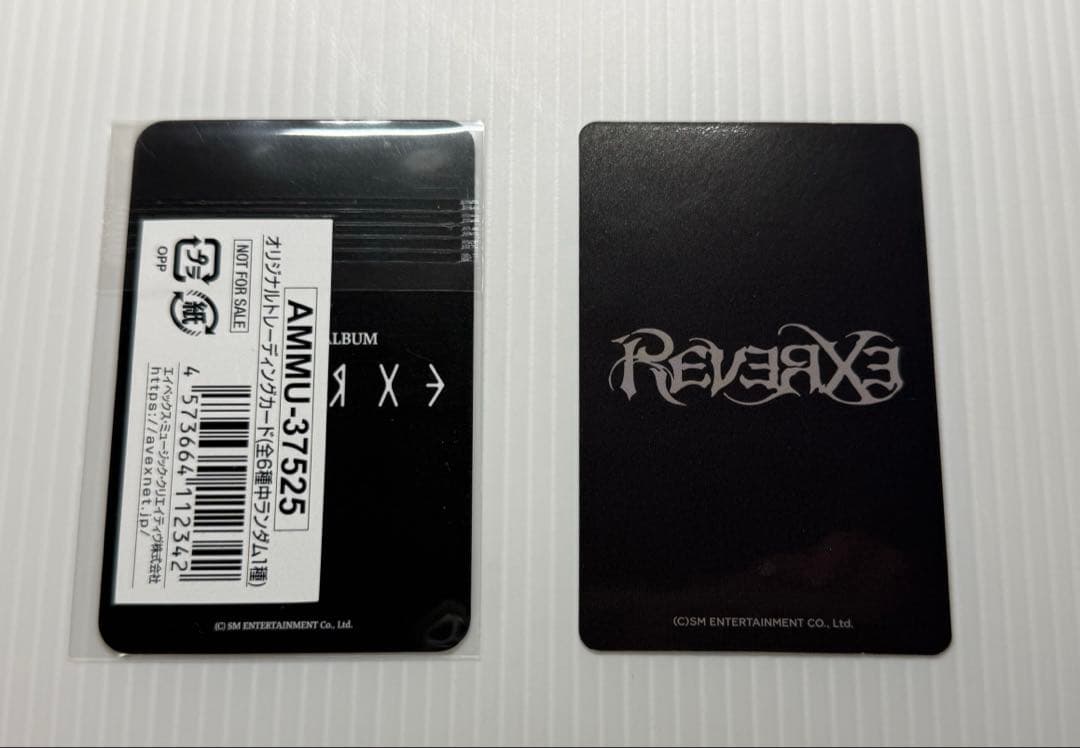 AMMU-37525
オリジナルトレーディングカード(全6種中ランダム1種)
NOT FOR SALE
プラ
紙
OPP
4 573664 112342
エイベックス・ミュージック・クリエイティヴ株式会社
https://avexnet.jp/
ALBUM
(C) SM ENTERTAINMENT Co., Ltd.
REVERXE
(C)SM ENTERTAINMENT CO., Ltd.